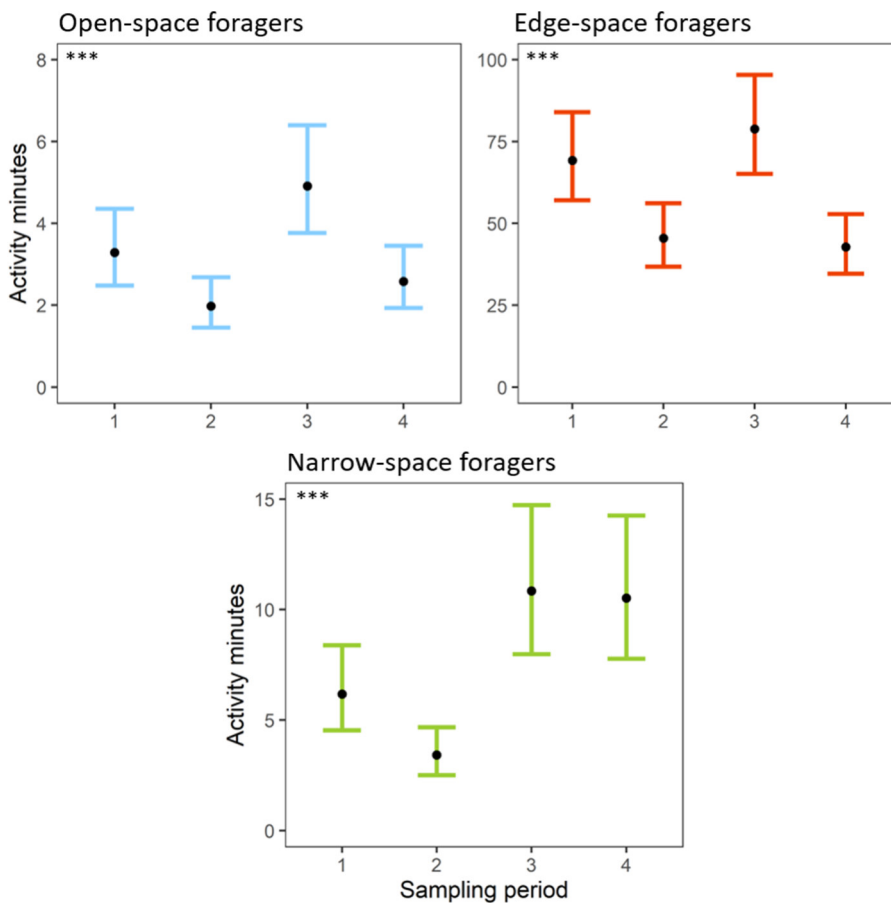 Open-space foragers
***
8
6
4
2
0
Activity minutes
1 2 3 4
Edge-space foragers
***
100
75
50
25
0
1 2 3 4
Narrow-space foragers
***
15
10
5
0
Activity minutes
1 2 3 4
Sampling period